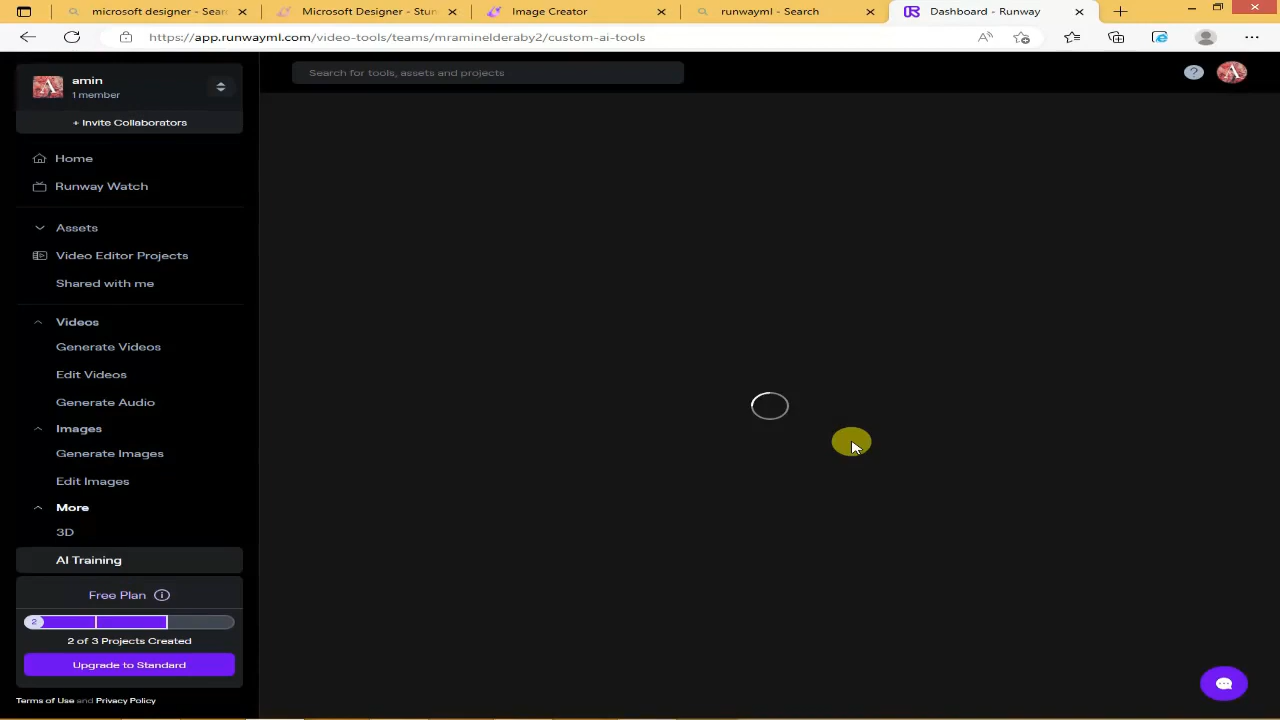 microsoft designer - Sear
Microsoft Designer - Stun
Image Creator
runwayml - Search
Dashboard - Runway
https://app.runwayml.com/video-tools/teams/mraminelderaby2/custom-ai-tools
A
amin
1 member
+ Invite Collaborators
Search for tools, assets and projects
?
A
Home
Runway Watch
Assets
Video Editor Projects
Shared with me
Videos
Generate Videos
Edit Videos
Generate Audio
Images
Generate Images
Edit Images
More
3D
AI Training
Free Plan
2
2 of 3 Projects Created
Upgrade to Standard
Terms of Use and Privacy Policy